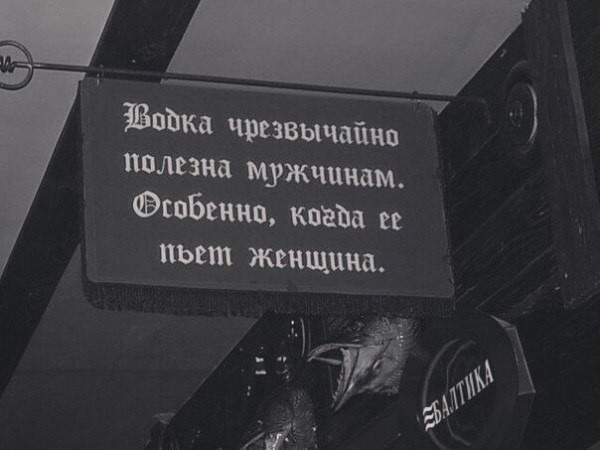 Водка чрезвычайно
полезна мужчинам.
Особенно, когда ее
пьет женщина.
БАЛТИКА